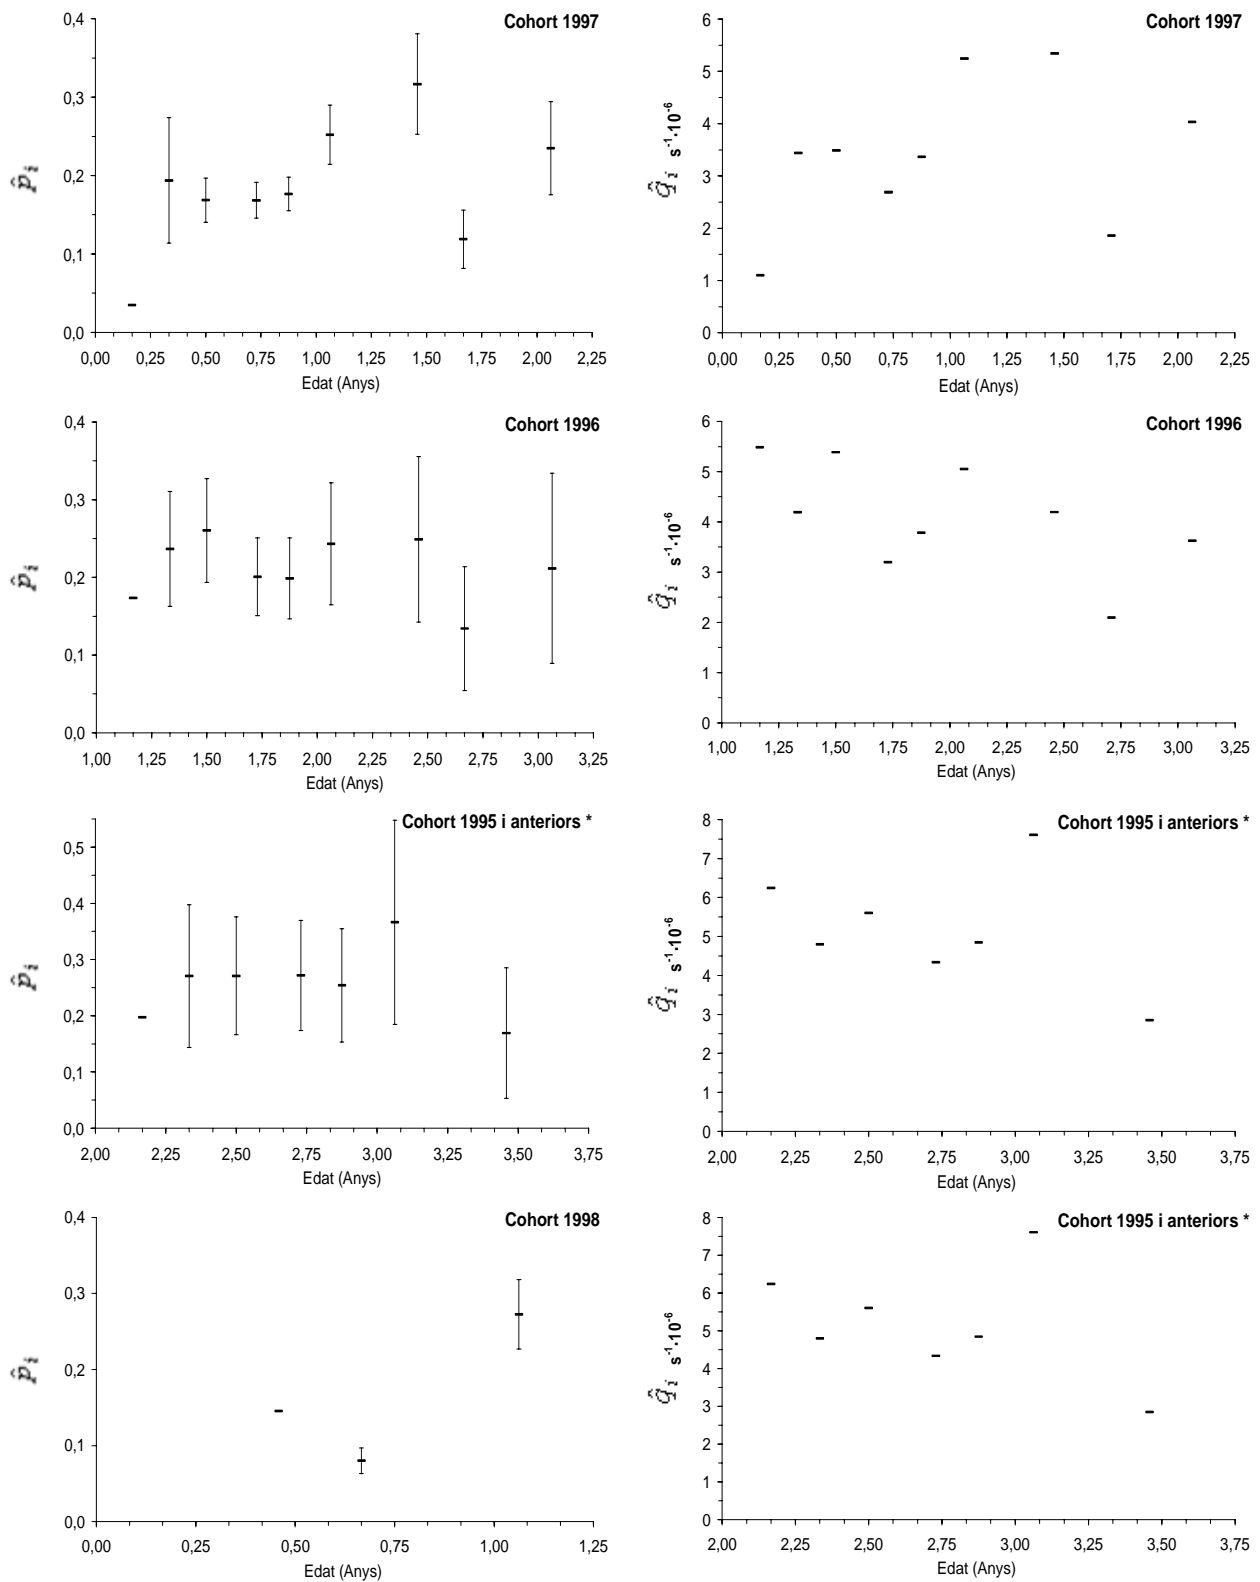 Cohort 1997
0,4
0,3
0,2
0,1
0,0
p̂i
0,00 0,25 0,50 0,75 1,00 1,25 1,50 1,75 2,00 2,25
Edat (Anys)
Cohort 1997
6
5
4
3
2
1
0
q̂i s-1·10-6
0,00 0,25 0,50 0,75 1,00 1,25 1,50 1,75 2,00 2,25
Edat (Anys)
Cohort 1996
0,4
0,3
0,2
0,1
0,0
p̂i
1,00 1,25 1,50 1,75 2,00 2,25 2,50 2,75 3,00 3,25
Edat (Anys)
Cohort 1996
6
5
4
3
2
1
0
q̂i s-1·10-6
1,00 1,25 1,50 1,75 2,00 2,25 2,50 2,75 3,00 3,25
Edat (Anys)
Cohort 1995 i anteriors *
0,5
0,4
0,3
0,2
0,1
0,0
p̂i
2,00 2,25 2,50 2,75 3,00 3,25 3,50 3,75
Edat (Anys)
Cohort 1995 i anteriors *
8
7
6
5
4
3
2
1
0
q̂i s-1·10-6
2,00 2,25 2,50 2,75 3,00 3,25 3,50 3,75
Edat (Anys)
Cohort 1998
0,4
0,3
0,2
0,1
0,0
p̂i
0,00 0,25 0,50 0,75 1,00 1,25
Edat (Anys)
Cohort 1995 i anteriors *
8
7
6
5
4
3
2
1
0
q̂i s-1·10-6
2,00 2,25 2,50 2,75 3,00 3,25 3,50 3,75
Edat (Anys)